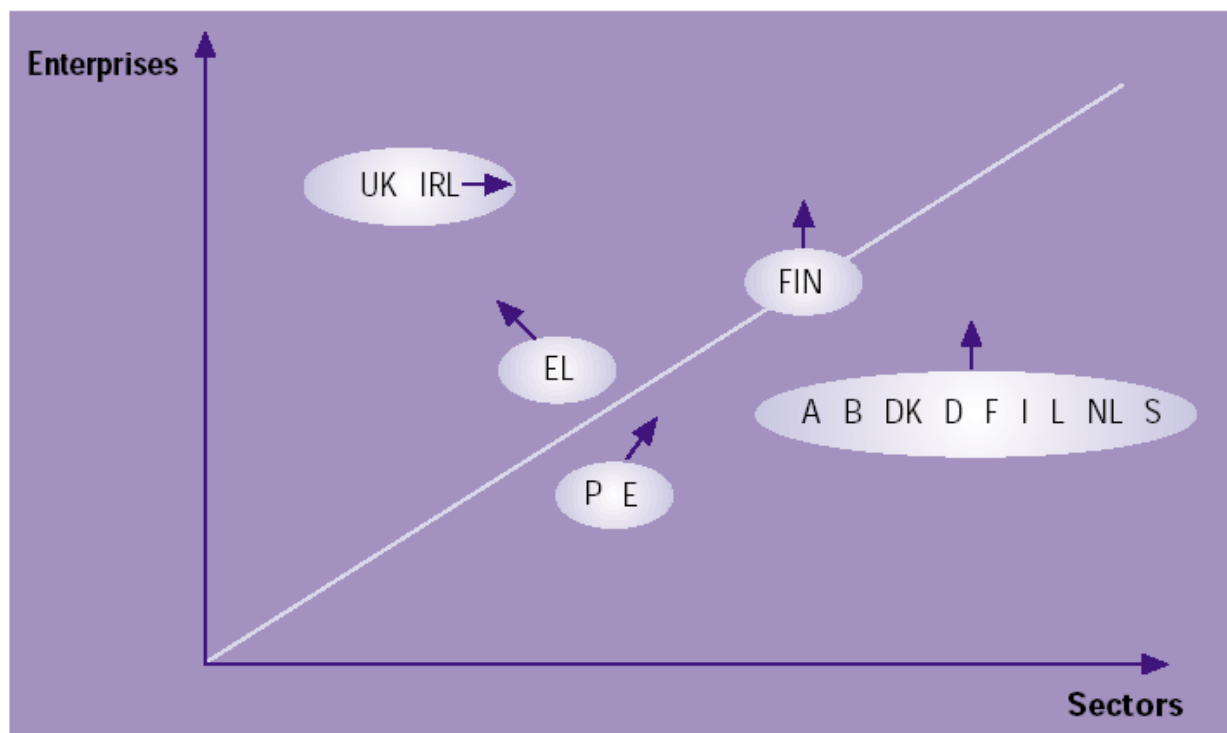 Enterprises
UK IRL
FIN
EL
A B DK D F I L NL S
P E
Sectors